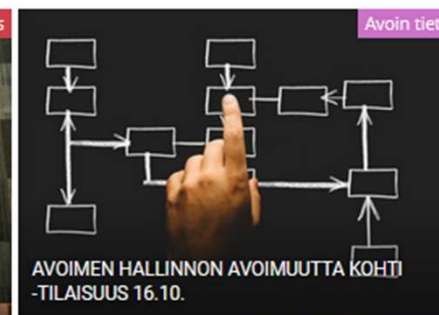 Avoin tiet
AVOIMEN HALLINNON AVOIMUUTTA KOHTI
-TILAISUUS 16.10.